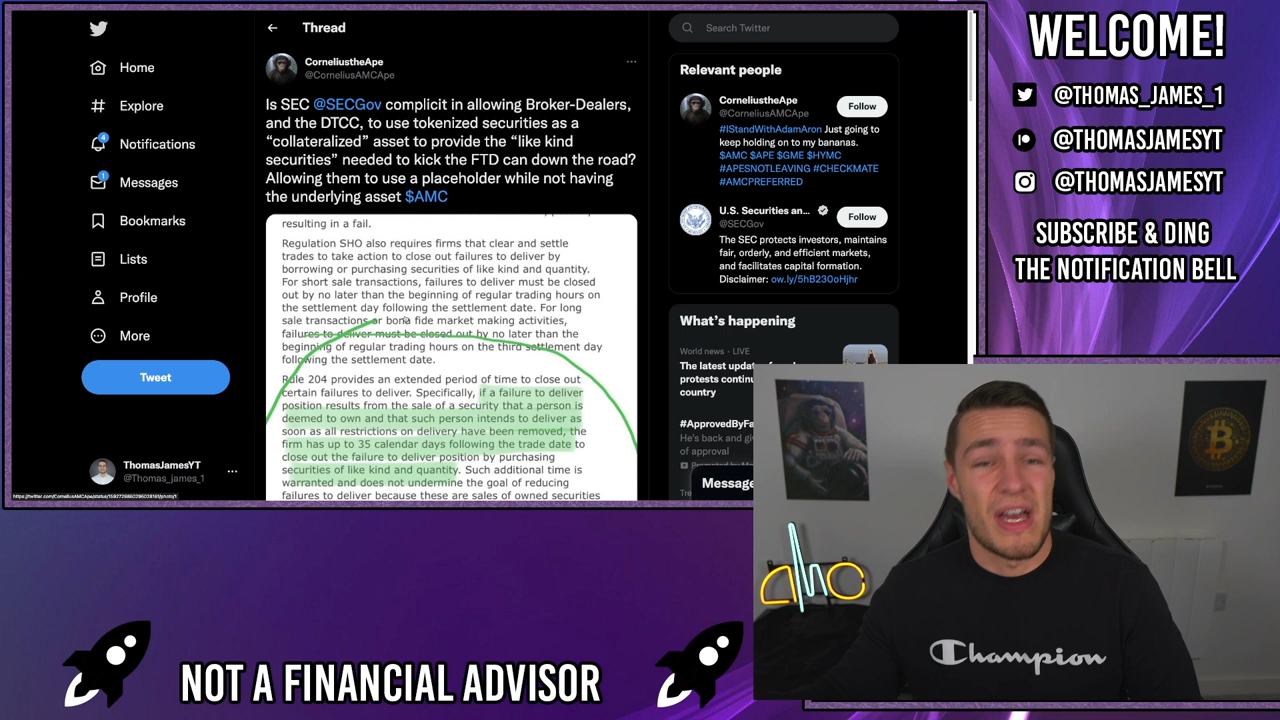 Thread
Search Twitter
Home
Explore
Notifications
4
Messages
1
Bookmarks
Lists
Profile
More
Tweet
ThomasJamesYT
@Thomas_james_1
CorneliustheApe
@CorneliusAMCApe
Is SEC @SECGov complicit in allowing Broker-Dealers,
and the DTCC, to use tokenized securities as a
“collateralized” asset to provide the “like kind
securities” needed to kick the FTD can down the road?
Allowing them to use a placeholder while not having
the underlying asset $AMC
resulting in a fail.
Regulation SHO also requires firms that clear and settle
trades to take action to close out failures to deliver by
borrowing or purchasing securities of like kind and quantity.
For short sale transactions, failures to deliver must be closed
out by no later than the beginning of regular trading hours on
the settlement day following the settlement date. For long
sale transactions or bona fide market making activities,
failures to deliver must be closed out by no later than the
beginning of regular trading hours on the third settlement day
following the settlement date.
Rule 204 provides an extended period of time to close out
certain failures to deliver. Specifically, if a failure to deliver
position results from the sale of a security that a person is
deemed to own and that such person intends to deliver as
soon as all restrictions on delivery have been removed, the
firm has up to 35 calendar days following the trade date to
close out the failure to deliver position by purchasing
securities of like kind and quantity. Such additional time is
warranted and does not undermine the goal of reducing
failures to deliver because these are sales of owned securities
Relevant people
CorneliustheApe
@CorneliusAMCApe
Follow
#IStandWithAdamAron Just going to
keep holding on to my bananas.
$AMC $APE $GME $HYMC
#APESNOTLEAVING #CHECKMATE
#AMCPREFERRED
U.S. Securities an...
@SECGov
Follow
The SEC protects investors, maintains
fair, orderly, and efficient markets,
and facilitates capital formation.
Disclaimer: ow.ly/5hB230oHjhr
What’s happening
World news · LIVE
The latest
protests
country
#ApprovedBy
He's back and
of approval
Message
WELCOME!
@THOMAS_JAMES_1
@THOMASJAMESYT
@THOMASJAMESYT
SUBSCRIBE & DING
THE NOTIFICATION BELL
Champion
NOT A FINANCIAL ADVISOR